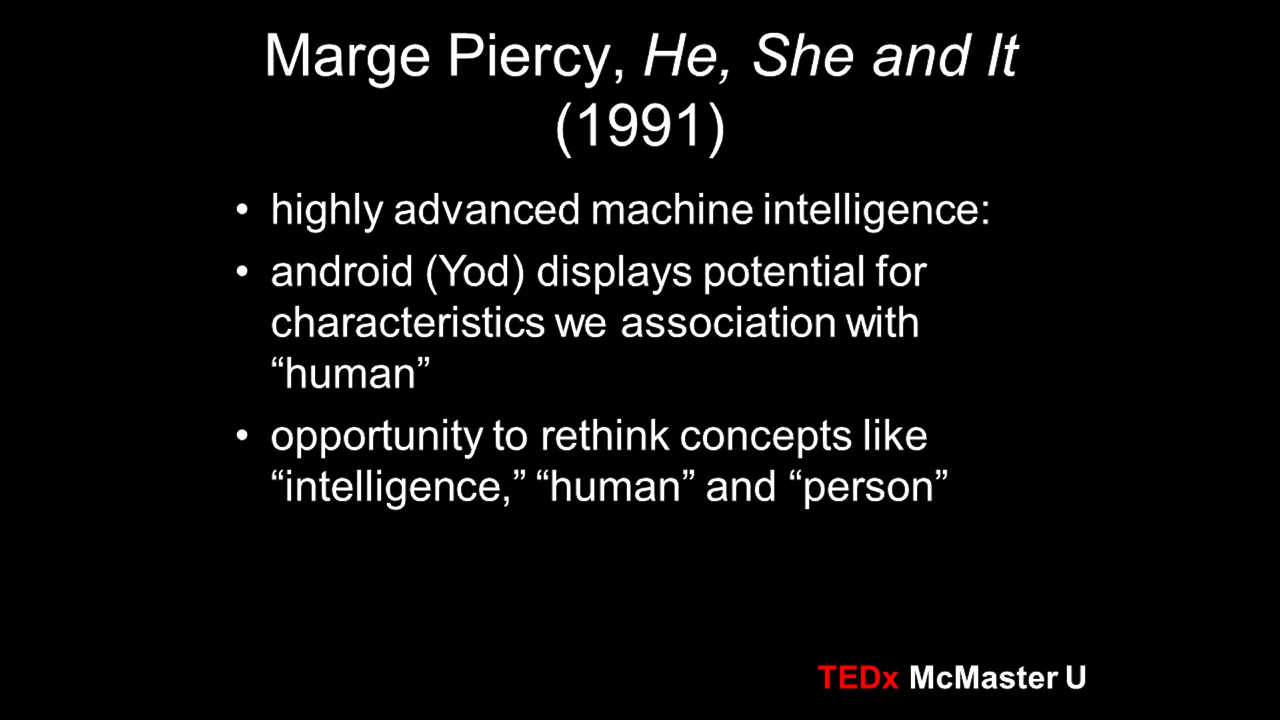 Marge Piercy, He, She and It
(1991)
• highly advanced machine intelligence:
• android (Yod) displays potential for
characteristics we association with
“human”
• opportunity to rethink concepts like
“intelligence,” “human” and “person”
TEDx McMaster U